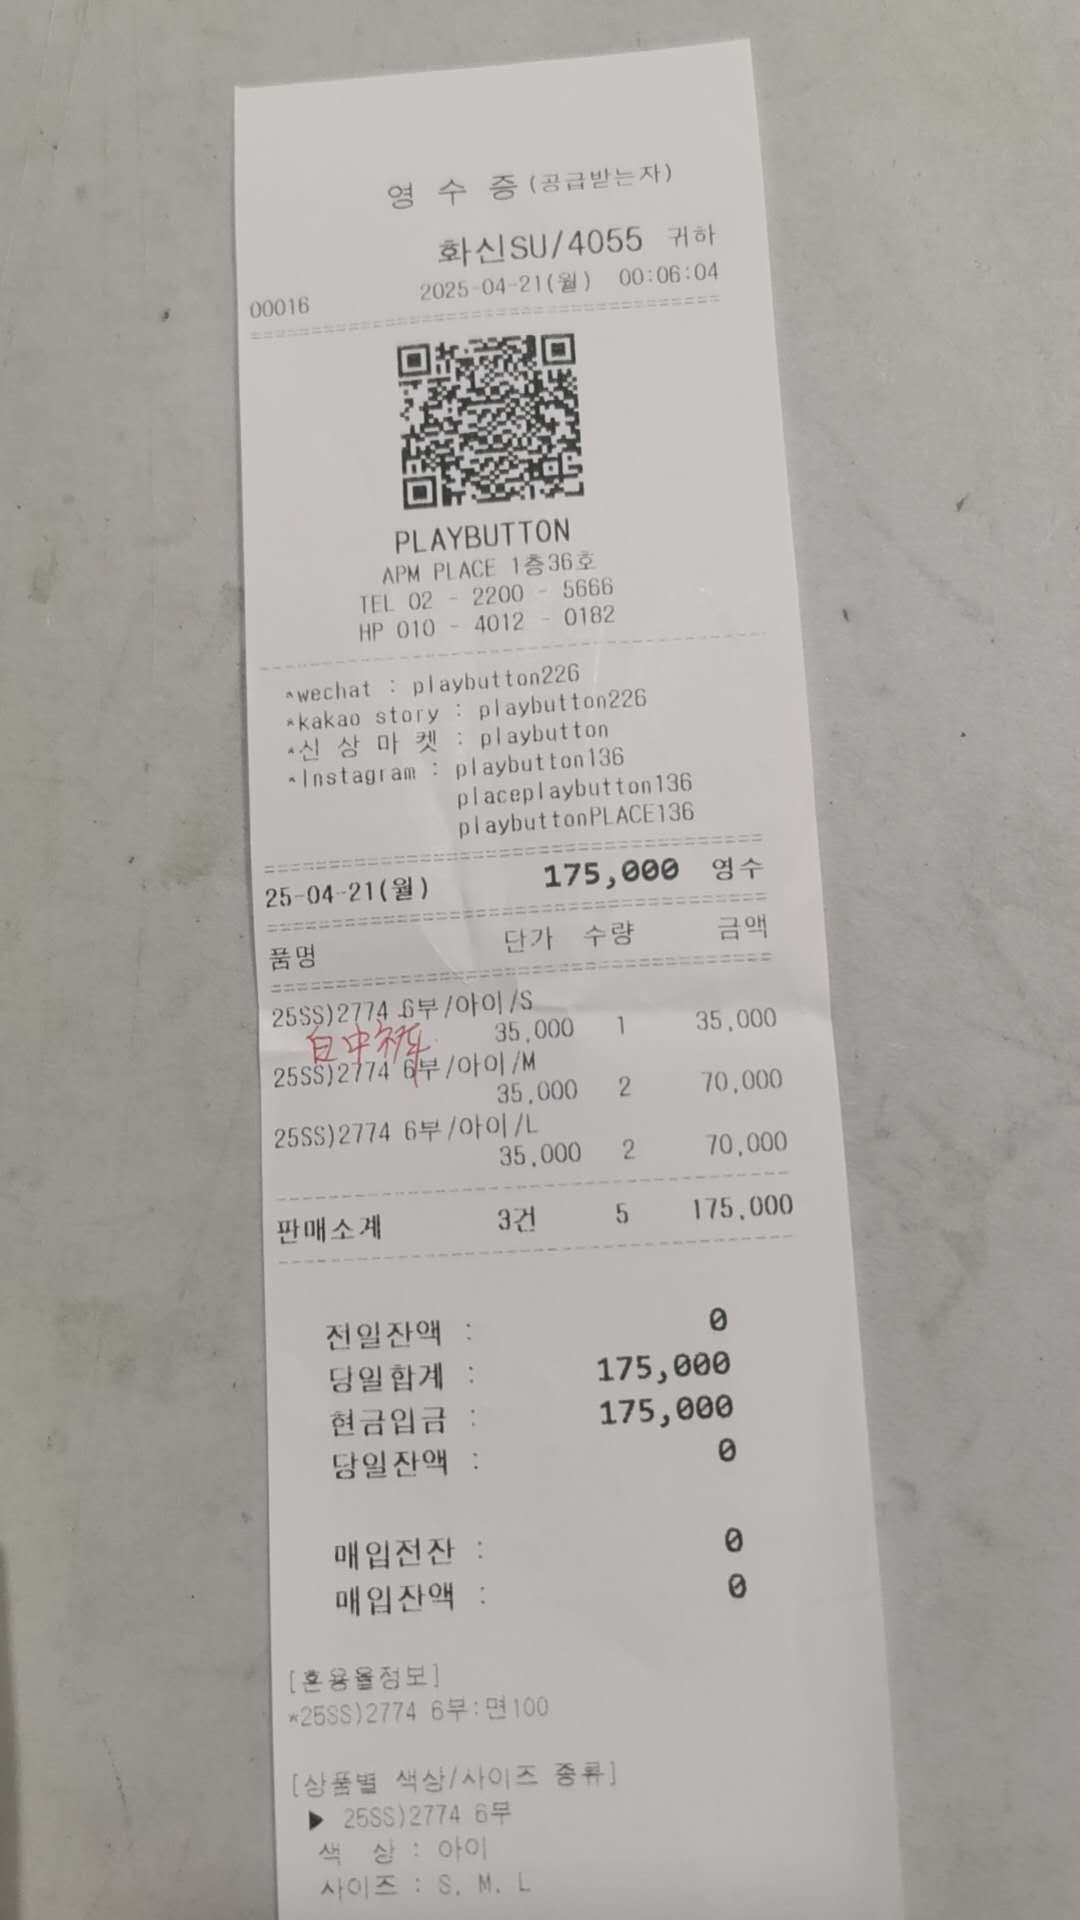 영 수 증(공급받는자)
화신SU/4055 귀하
00016 2025-04-21(월) 00:06:04
PLAYBUTTON
APM PLACE 1층36호
TEL 02 - 2200 - 5666
HP 010 - 4012 - 0182
*wechat : playbutton226
*kakao story : playbutton226
*신 상 마 켓 : playbutton
*Instagram : playbutton136
placeplaybutton136
playbuttonPLACE136
25-04-21(월) 175,000 영수
품명 단가 수량 금액
25SS)2774 6부/아이/S
35,000 1 35,000
白中裤
25SS)2774 6부/아이/M
35,000 2 70,000
25SS)2774 6부/아이/L
35,000 2 70,000
판매소계 3건 5 175,000
전일잔액 : 0
당일합계 : 175,000
현금입금 : 175,000
당일잔액 : 0
매입전잔 : 0
매입잔액 : 0
[혼용율정보]
*25SS)2774 6부:면100
[상품별 색상/사이즈 종류]
▶ 25SS)2774 6부
색 상 : 아이
사이즈 : S, M, L